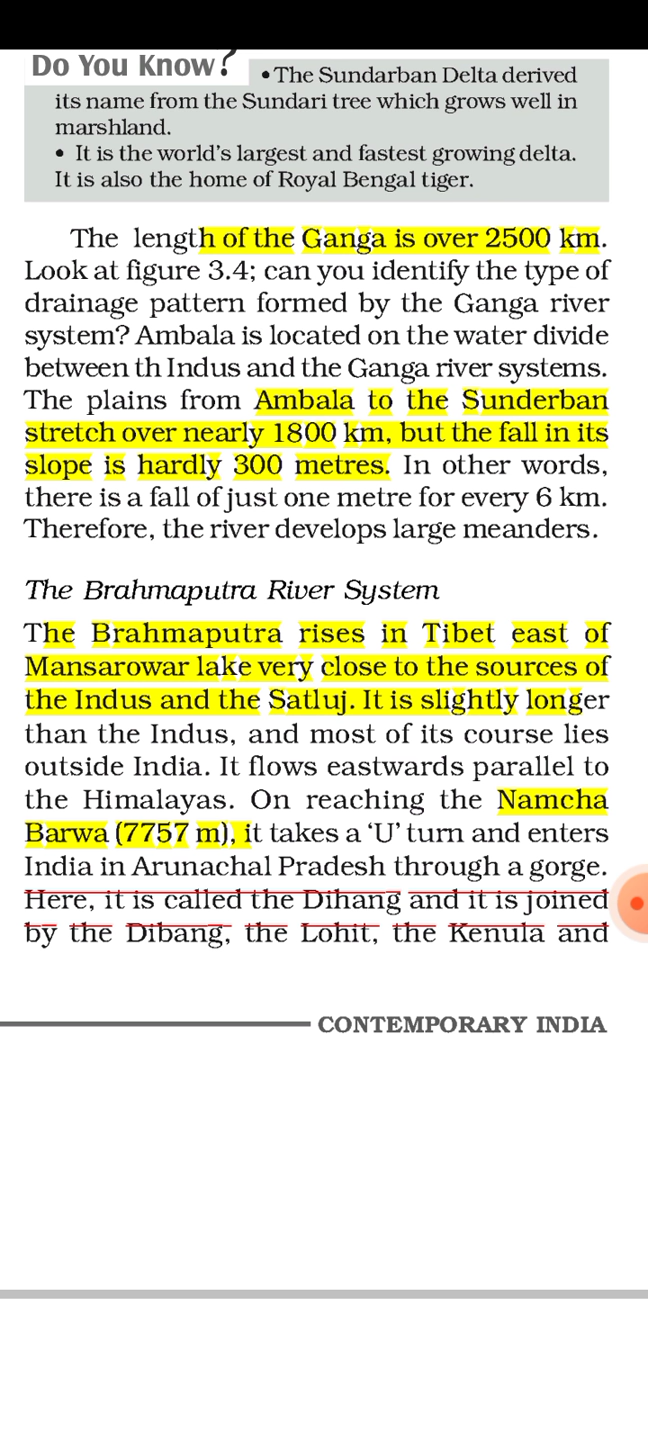 Do You Know?
• The Sundarban Delta derived
its name from the Sundari tree which grows well in
marshland.
• It is the world's largest and fastest growing delta.
It is also the home of Royal Bengal tiger.
The length of the Ganga is over 2500 km.
Look at figure 3.4; can you identify the type of
drainage pattern formed by the Ganga river
system? Ambala is located on the water divide
between th Indus and the Ganga river systems.
The plains from Ambala to the Sunderban
stretch over nearly 1800 km, but the fall in its
slope is hardly 300 metres. In other words,
there is a fall of just one metre for every 6 km.
Therefore, the river develops large meanders.
The Brahmaputra River System
The Brahmaputra rises in Tibet east of
Mansarowar lake very close to the sources of
the Indus and the Satluj. It is slightly longer
than the Indus, and most of its course lies
outside India. It flows eastwards parallel to
the Himalayas. On reaching the Namcha
Barwa (7757 m), it takes a ‘U’ turn and enters
India in Arunachal Pradesh through a gorge.
Here, it is called the Dihang and it is joined
by the Dibang, the Lohit, the Kenula and
CONTEMPORARY INDIA